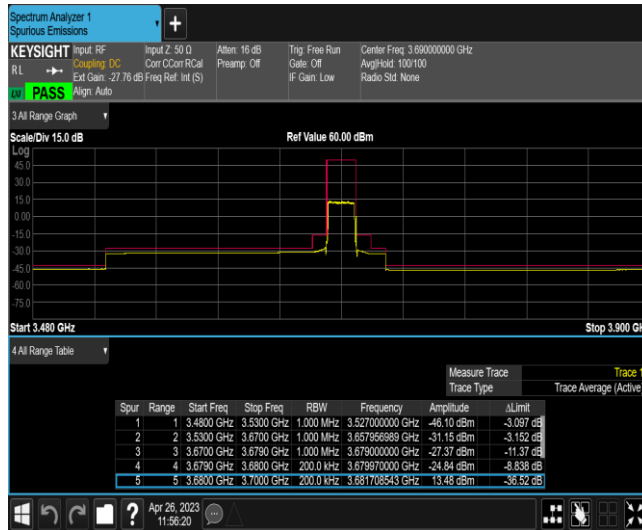 Spectrum Analyzer 1
Spurious Emissions
KEYSIGHT Input: RF Input Z: 50 Ω Atten: 16 dB Trig: Free Run Center Freq: 3.690000000 GHz
Coupling: DC Corr CCorr RCal Preamp: Off Gate: Off Avg|Hold: 100/100
RL Ext Gain: -27.76 dB Freq Ref: Int (S) IF Gain: Low Radio Std: None
PASS Align: Auto
3 All Range Graph
Scale/Div 15.0 dB Ref Value 60.00 dBm
Log
45.0
30.0
15.0
0.00
-15.0
-30.0
-45.0
-60.0
-75.0
Start 3.480 GHz Stop 3.900 GH
4 All Range Table
Measure Trace Trace 1
Trace Type Trace Average (Active)
Spur Range Start Freq Stop Freq RBW Frequency Amplitude ΔLimit
1 1 3.4800 GHz 3.5300 GHz 1.000 MHz 3.527000000 GHz -46.10 dBm -3.097 dB
2 2 3.5300 GHz 3.6700 GHz 1.000 MHz 3.657956989 GHz -31.15 dBm -3.152 dB
3 3 3.6700 GHz 3.6790 GHz 1.000 MHz 3.679000000 GHz -27.37 dBm -11.37 dB
4 4 3.6790 GHz 3.6800 GHz 200.0 kHz 3.679970000 GHz -24.84 dBm -8.838 dB
5 5 3.6800 GHz 3.7000 GHz 200.0 kHz 3.681708543 GHz 13.48 dBm -36.52 dB
? Apr 26, 2023
11:56:20